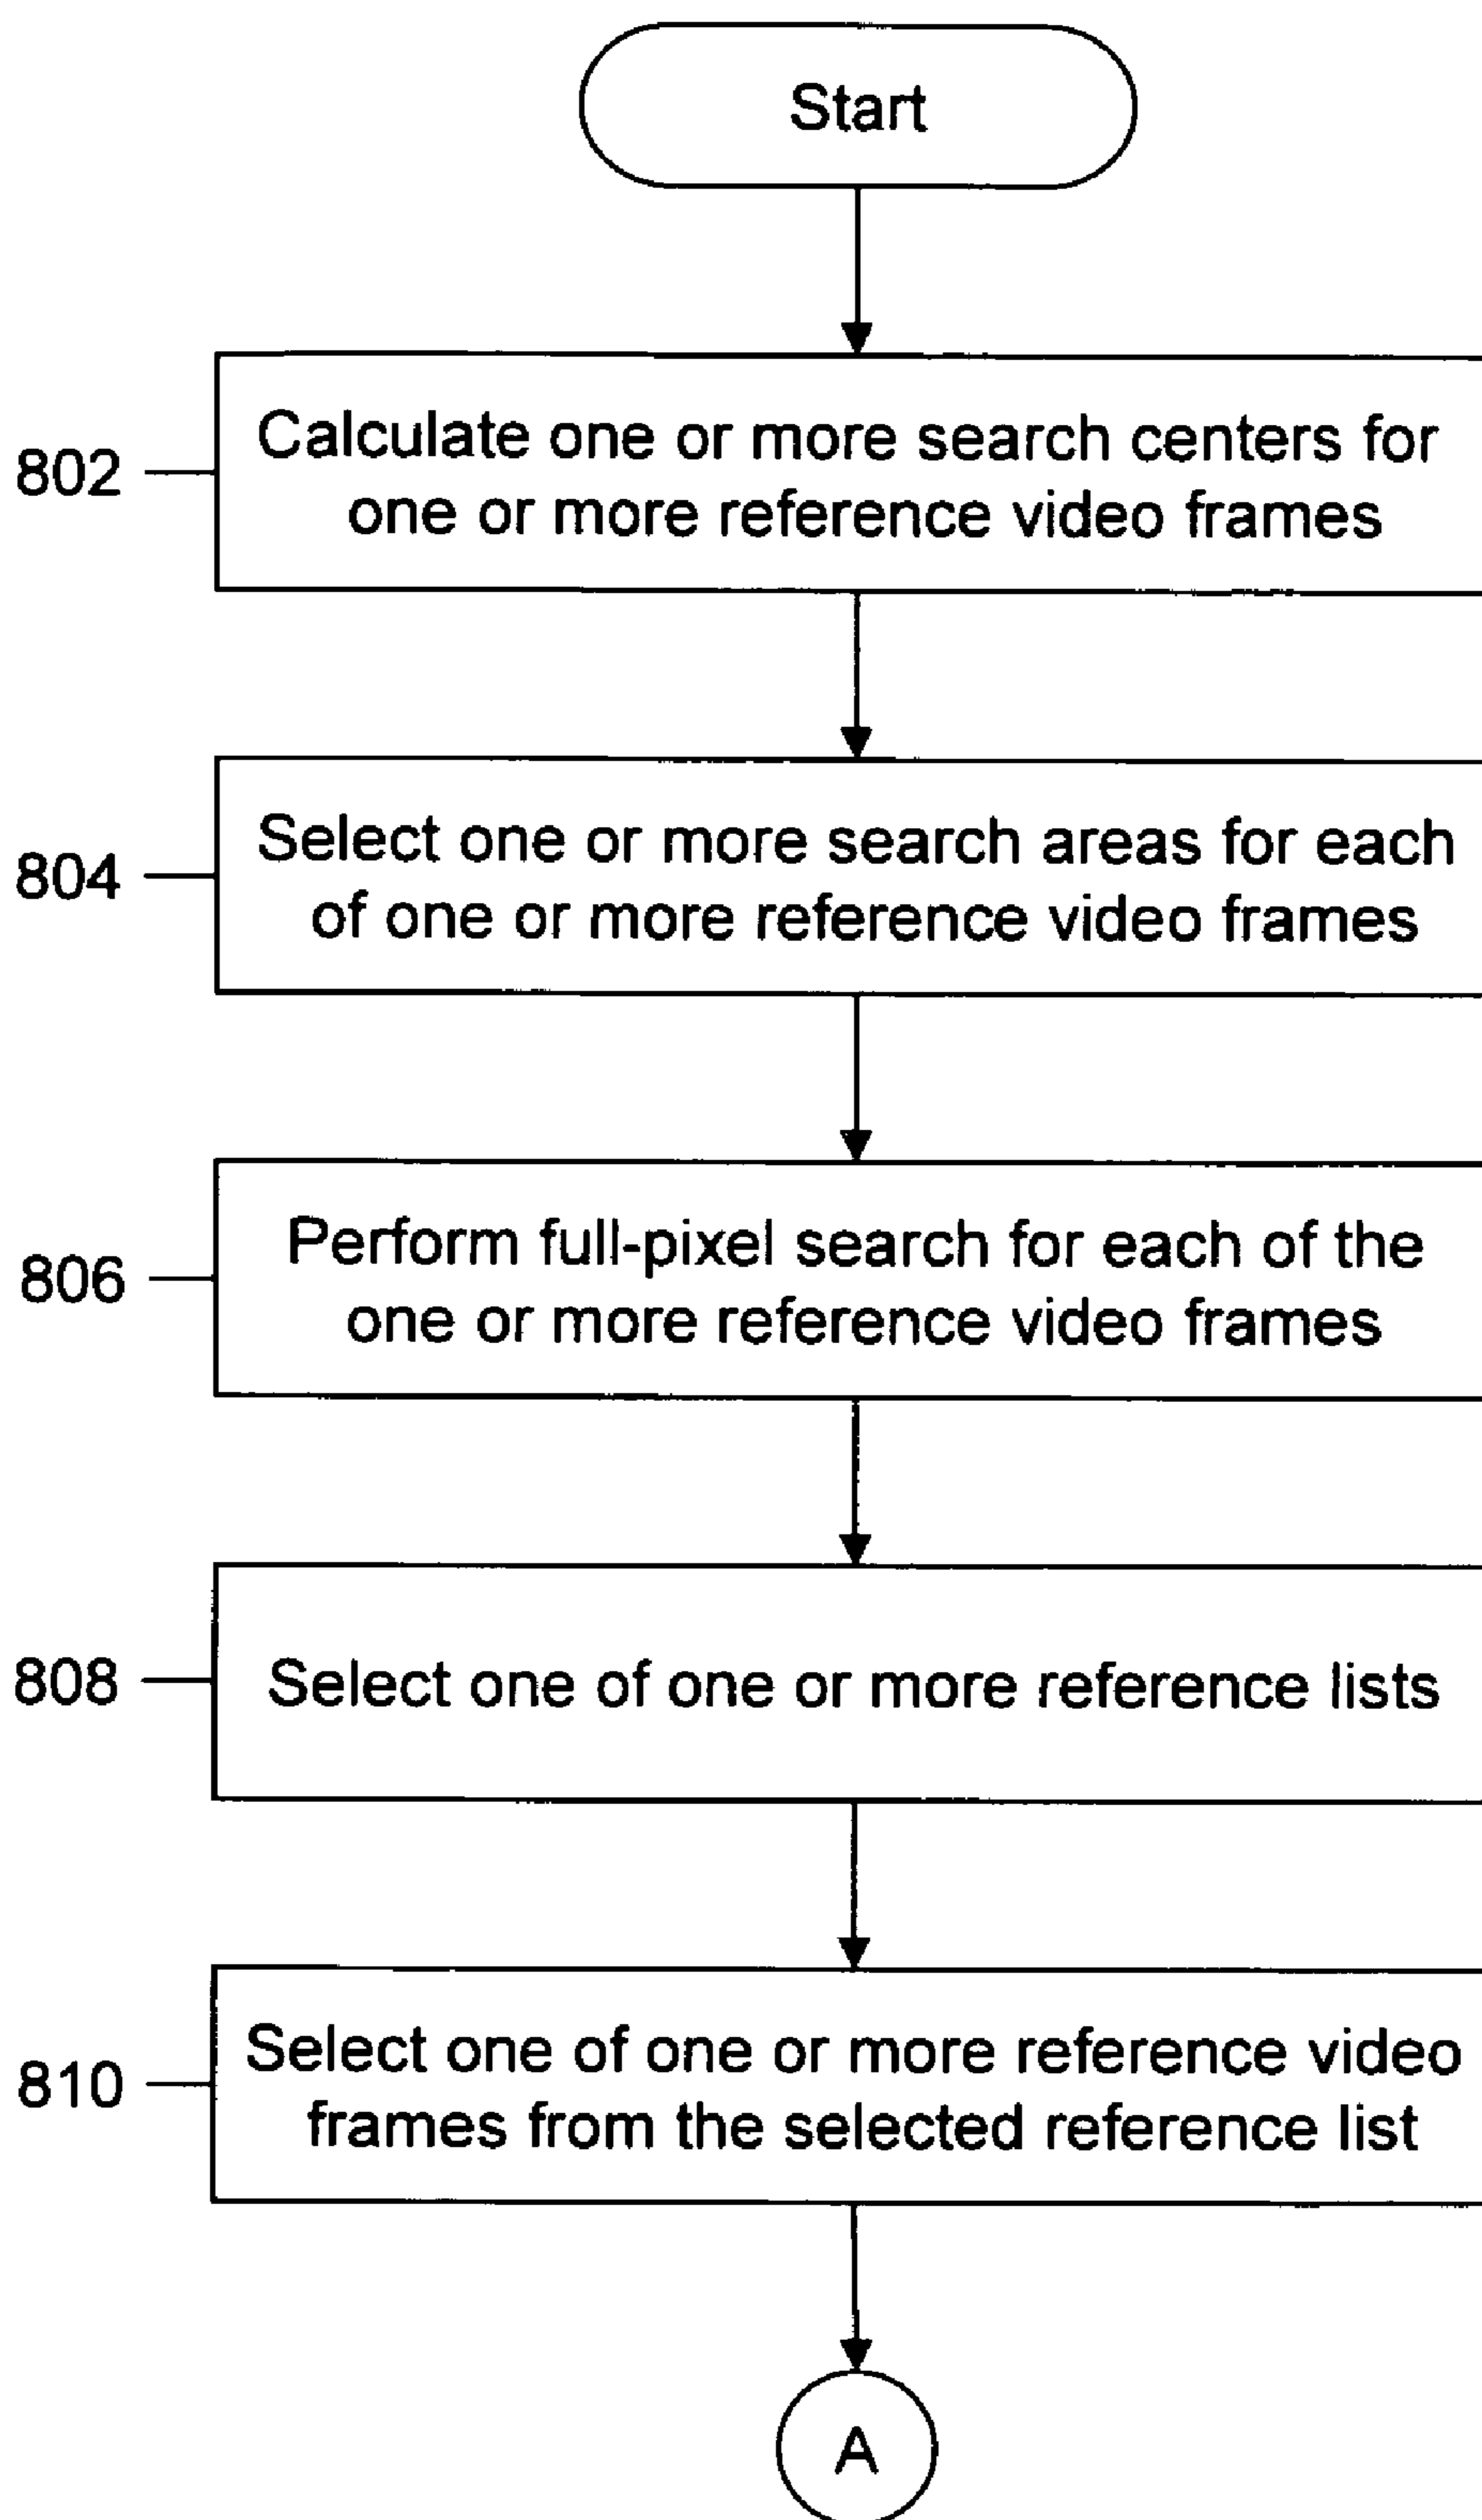 Start
802
Calculate one or more search centers for
one or more reference video frames
804
Select one or more search areas for each
of one or more reference video frames
806
Perform full-pixel search for each of the
one or more reference video frames
808
Select one of one or more reference lists
810
Select one of one or more reference video
frames from the selected reference list
A